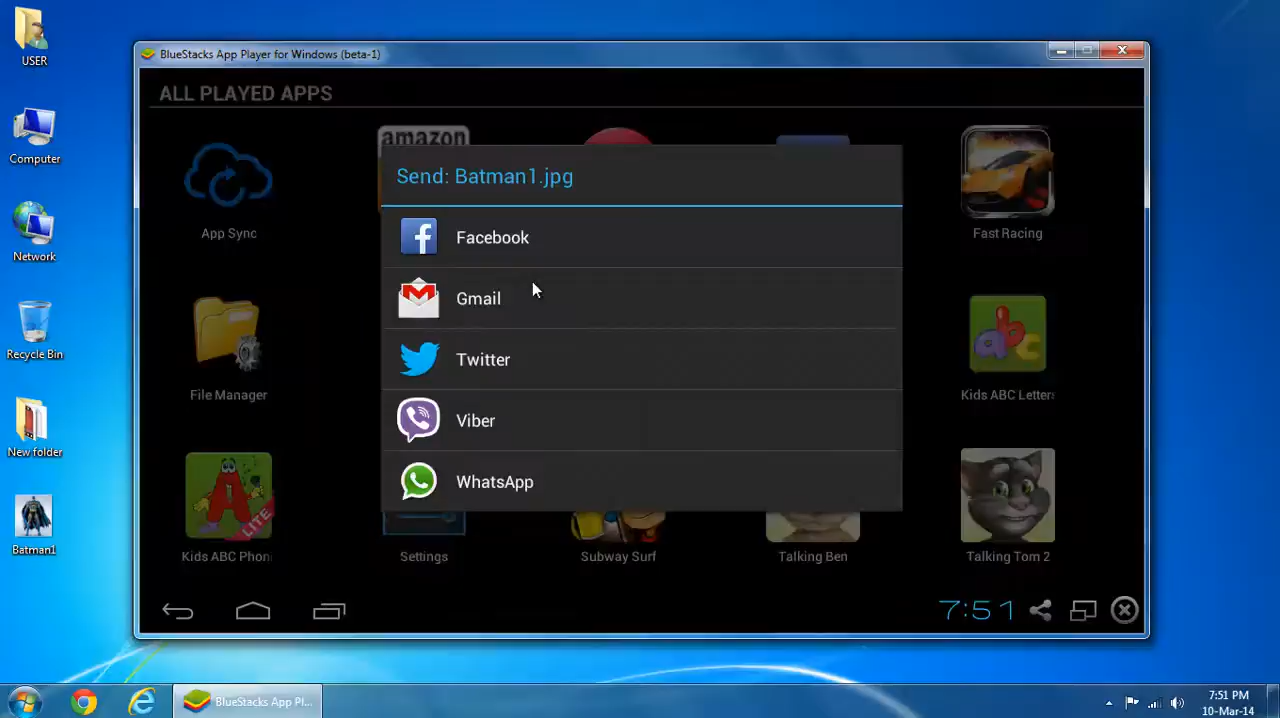 USER
Computer
Network
Recycle Bin
New folder
Batman1
BlueStacks App Player for Windows (beta-1)
ALL PLAYED APPS
amazon
App Sync
Fast Racing
Send: Batman1.jpg
Facebook
Gmail
Twitter
Viber
WhatsApp
File Manager
abc
Kids ABC Letters
LITE
Kids ABC Phoni
Settings
Subway Surf
Talking Ben
Talking Tom 2
7:51
BlueStacks App Pl...
7:51 PM
10-Mar-14